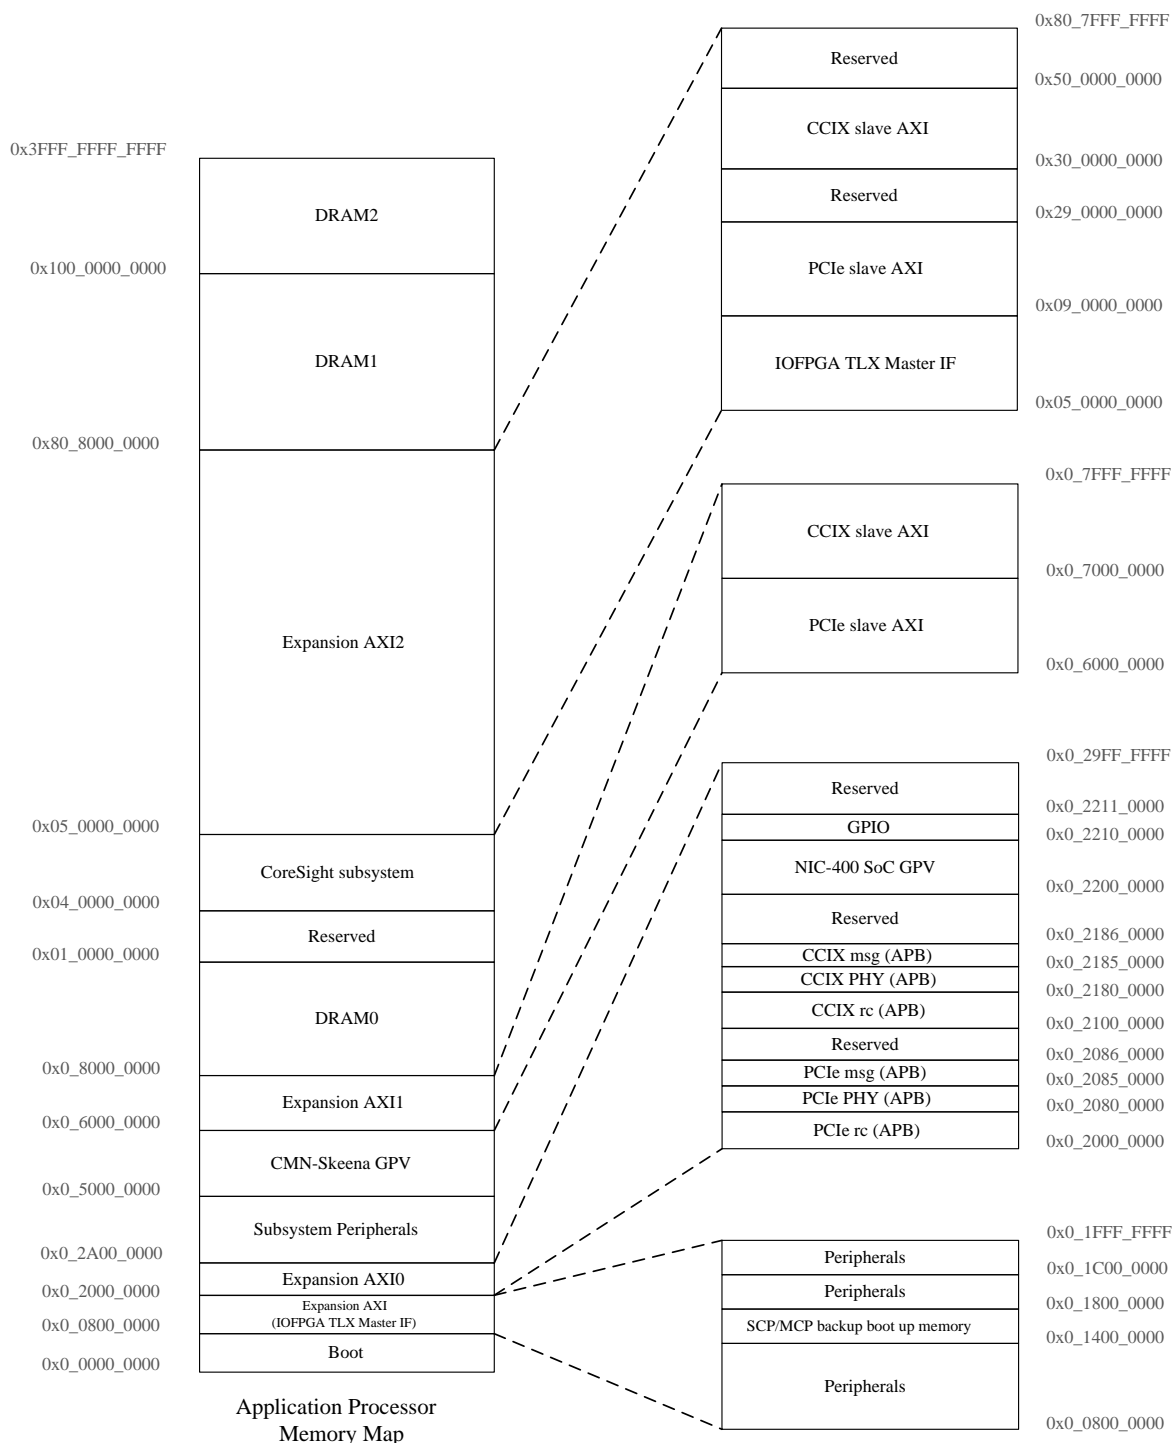 0x3FFF_FFFF_FFFF
DRAM2
0x100_0000_0000
DRAM1
0x80_8000_0000
Expansion AXI2
0x05_0000_0000
CoreSight subsystem
0x04_0000_0000
Reserved
0x01_0000_0000
DRAM0
0x0_8000_0000
Expansion AXI1
0x0_6000_0000
CMN-Skeena GPV
0x0_5000_0000
Subsystem Peripherals
0x0_2A00_0000
Expansion AXI0
0x0_2000_0000
Expansion AXI
(IOFPGA TLX Master IF)
0x0_0800_0000
Boot
0x0_0000_0000
Application Processor
Memory Map
0x80_7FFF_FFFF
Reserved
0x50_0000_0000
CCIX slave AXI
0x30_0000_0000
Reserved
0x29_0000_0000
PCIe slave AXI
0x09_0000_0000
IOFPGA TLX Master IF
0x05_0000_0000
0x0_7FFF_FFFF
CCIX slave AXI
0x0_7000_0000
PCIe slave AXI
0x0_6000_0000
0x0_29FF_FFFF
Reserved
0x0_2211_0000
GPIO
0x0_2210_0000
NIC-400 SoC GPV
0x0_2200_0000
Reserved
0x0_2186_0000
CCIX msg (APB)
0x0_2185_0000
CCIX PHY (APB)
0x0_2180_0000
CCIX rc (APB)
0x0_2100_0000
Reserved
0x0_2086_0000
PCIe msg (APB)
0x0_2085_0000
PCIe PHY (APB)
0x0_2080_0000
PCIe rc (APB)
0x0_2000_0000
0x0_1FFF_FFFF
Peripherals
0x0_1C00_0000
Peripherals
0x0_1800_0000
SCP/MCP backup boot up memory
0x0_1400_0000
Peripherals
0x0_0800_0000